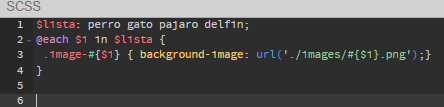 SCSS
1 $lista: perro gato pajaro delfin;
2 @each $i in $lista {
3 .image-#{$i} { background-image: url('./images/#{$i}.png');}
4 }
5
6